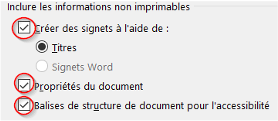 Inclure les informations non imprimables
Créer des signets à l'aide de :
Titres
Signets Word
Propriétés du document
Balises de structure de document pour l'accessibilité